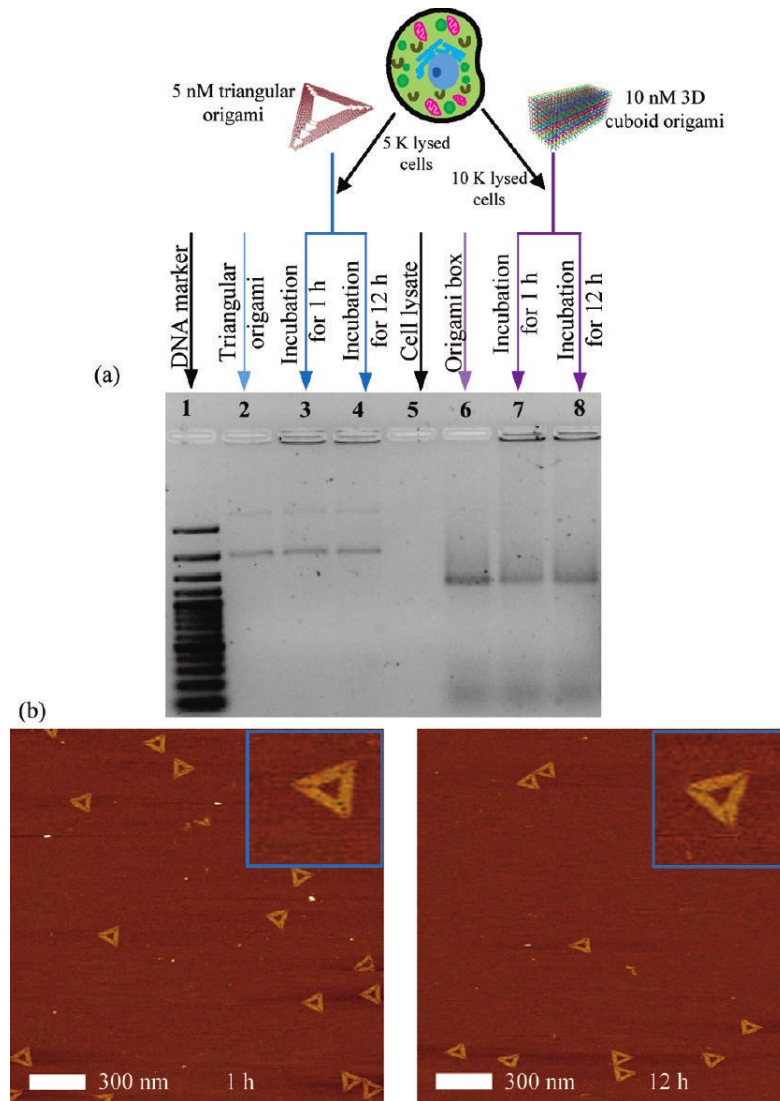 5 nM triangular
origami
10 nM 3D
cuboid origami
5 K lysed
cells
10 K lysed
cells
DNA marker
Triangular
origami
Incubation
for 1 h
Incubation
for 12 h
Cell lysate
Origami box
Incubation
for 1 h
Incubation
for 12 h
(a)
1 2 3 4 5 6 7 8
(b)
300 nm 1 h
300 nm 12 h